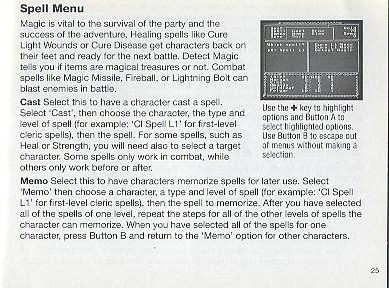 Spell Menu
Magic is vital to the survival of the party and the
success of the adventure. Healing spells like Cure
Light Wounds or Cure Disease get characters back on
their feet and ready for the next battle. Detect Magic
tells you if items are magical treasures or not. Combat
spells like Magic Missile, Fireball, or Lightning Bolt can
blast enemies in battle.
Cast Select this to have a character cast a spell.
Select 'Cast', then choose the character, the type and
level of spell (for example: 'Cl Spell L1' for first-level
cleric spells), then the spell. For some spells, such as
Heal or Strength, you will need also to select a target
character. Some spells only work in combat, while
others only work before or after.
Memo Select this to have characters memorize spells for later use. Select
'Memo' then choose a character, a type and level of spell (for example: 'Cl Spell
L1' for first-level cleric spells), then the spell to memorize. After you have selected
all of the spells of one level, repeat the steps for all of the other levels of spells the
character can memorize. When you have selected all of the spells for one
character, press Button B and return to the 'Memo' option for other characters.
Which spell?
Use the + key to highlight
options and Button A to
select highlighted options.
Use Button B to escape out
of menus without making a
selection.
25